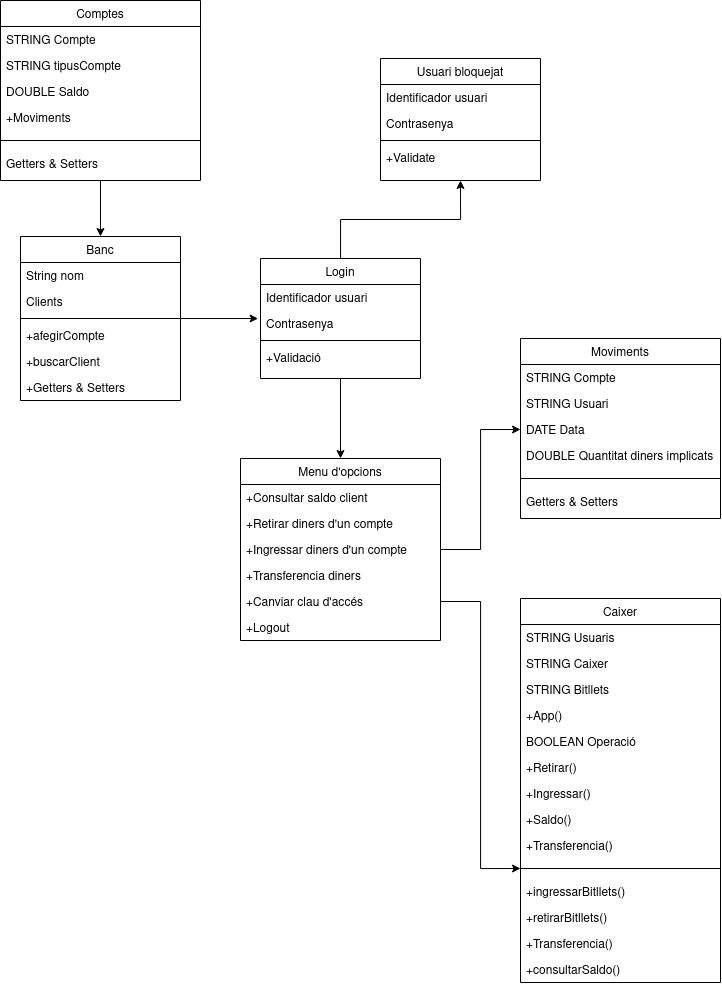 Comptes
STRING Compte
STRING tipusCompte
DOUBLE Saldo
+Moviments
Getters & Setters
Usuari bloquejat
Identificador usuari
Contrasenya
+Validate
Banc
String nom
Clients
+afegirCompte
+buscarClient
+Getters & Setters
Login
Identificador usuari
Contrasenya
+Validació
Menu d'opcions
+Consultar saldo client
+Retirar diners d'un compte
+Ingressar diners d'un compte
+Transferencia diners
+Canviar clau d'accés
+Logout
Moviments
STRING Compte
STRING Usuari
DATE Data
DOUBLE Quantitat diners implicats
Getters & Setters
Caixer
STRING Usuaris
STRING Caixer
STRING Bitllets
+App()
BOOLEAN Operació
+Retirar()
+Ingressar()
+Saldo()
+Transferencia()
+ingressarBitllets()
+retirarBitllets()
+Transferencia()
+consultarSaldo()